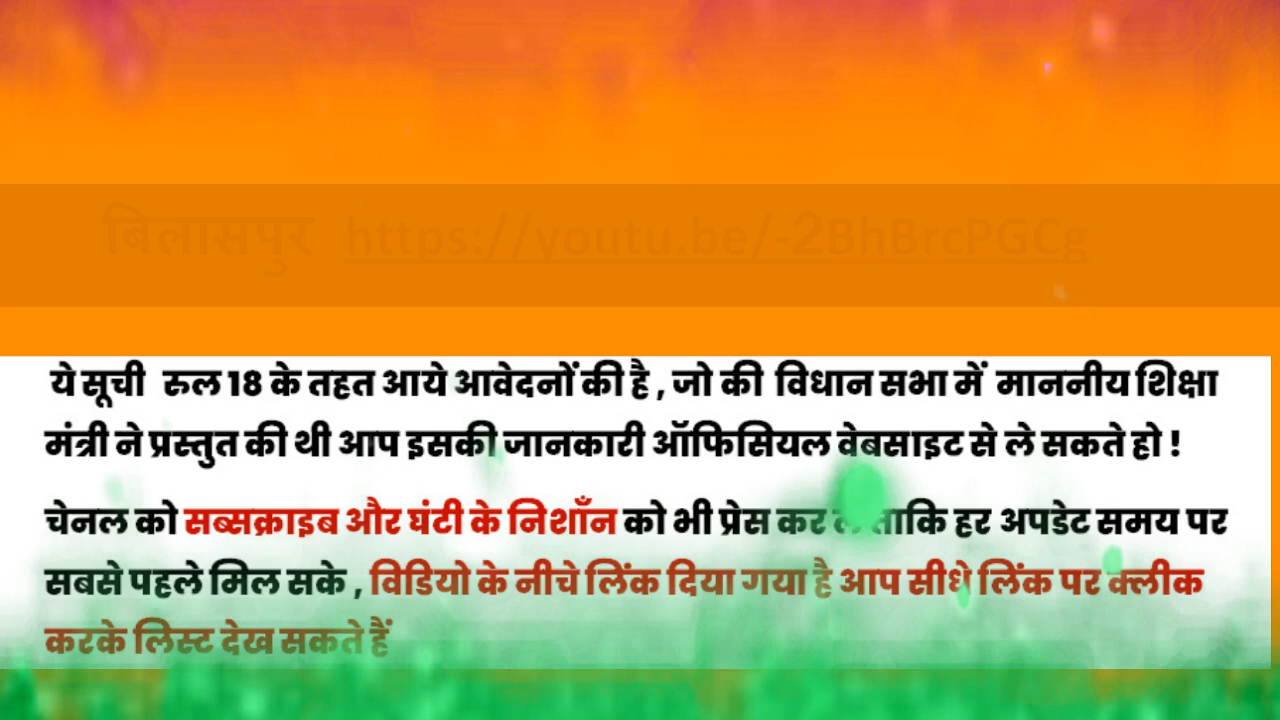 बिलासपुर https://youtu.be/-2BhBrcPGCg
ये सूची रुल 18 के तहत आये आवेदनों की है , जो की विधान सभा में माननीय शिक्षा
मंत्री ने प्रस्तुत की थी आप इसकी जानकारी ऑफिसियल वेबसाइट से ले सकते हो !
चेनल को सब्सक्राइब और घंटी के निशाँन को भी प्रेस कर ले ताकि हर अपडेट समय पर
सबसे पहले मिल सके , विडियो के नीचे लिंक दिया गया है आप सीधे लिंक पर क्लीक
करके लिस्ट देख सकते हैं